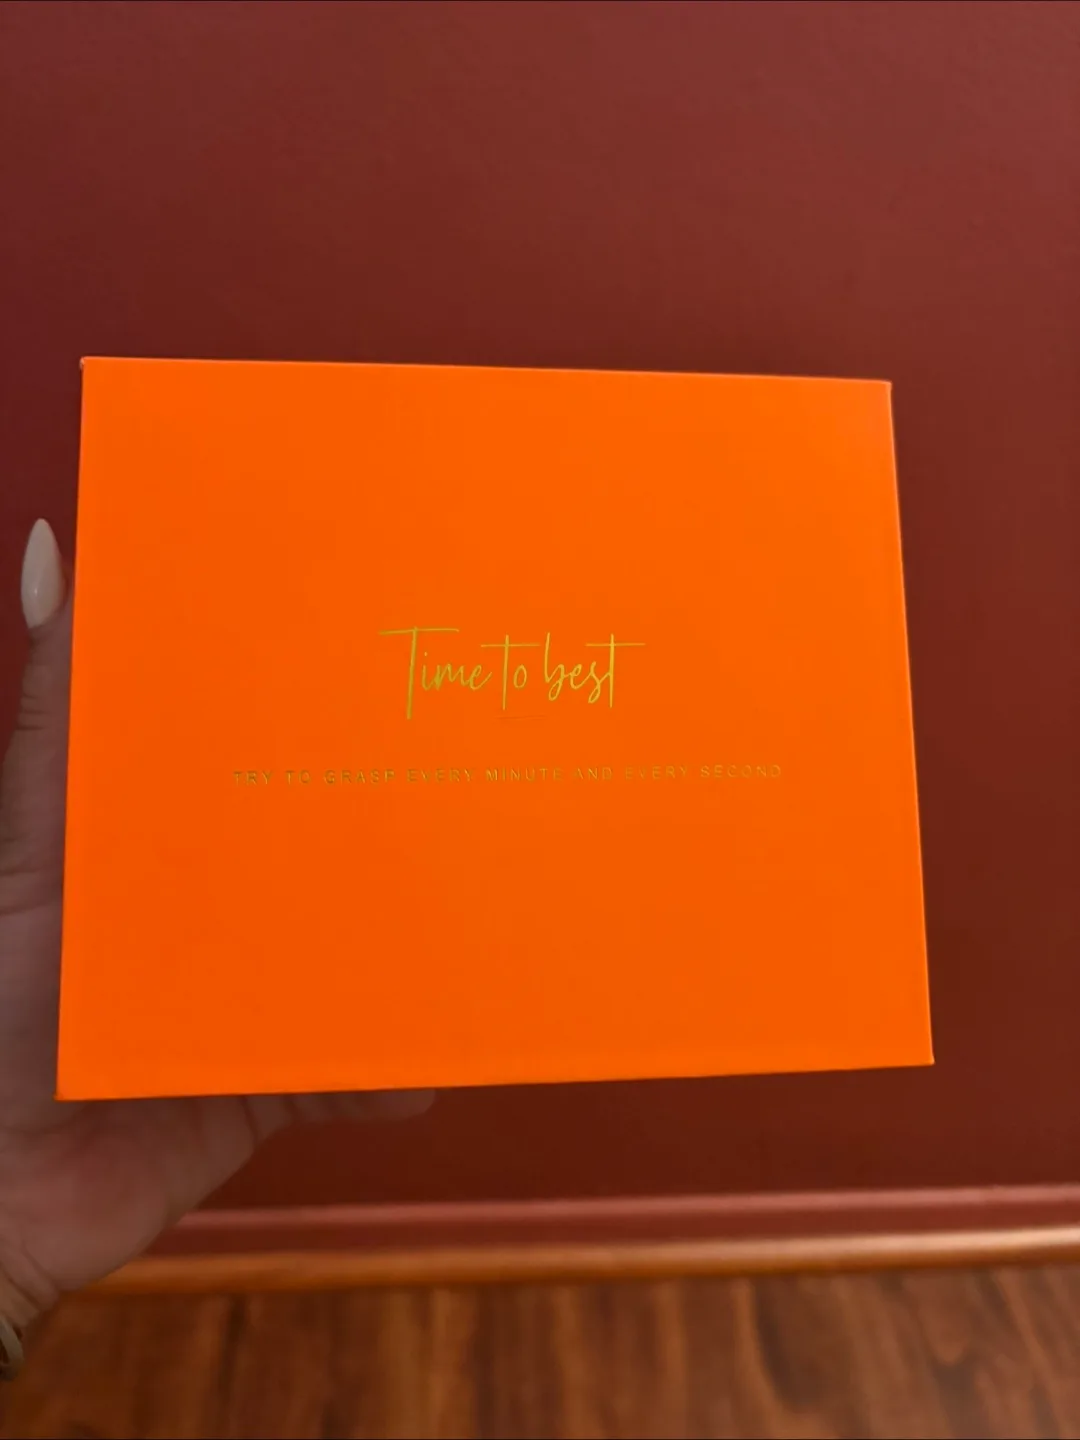 Time to best
TRY TO GRASP EVERY MINUTE AND EVERY SECOND